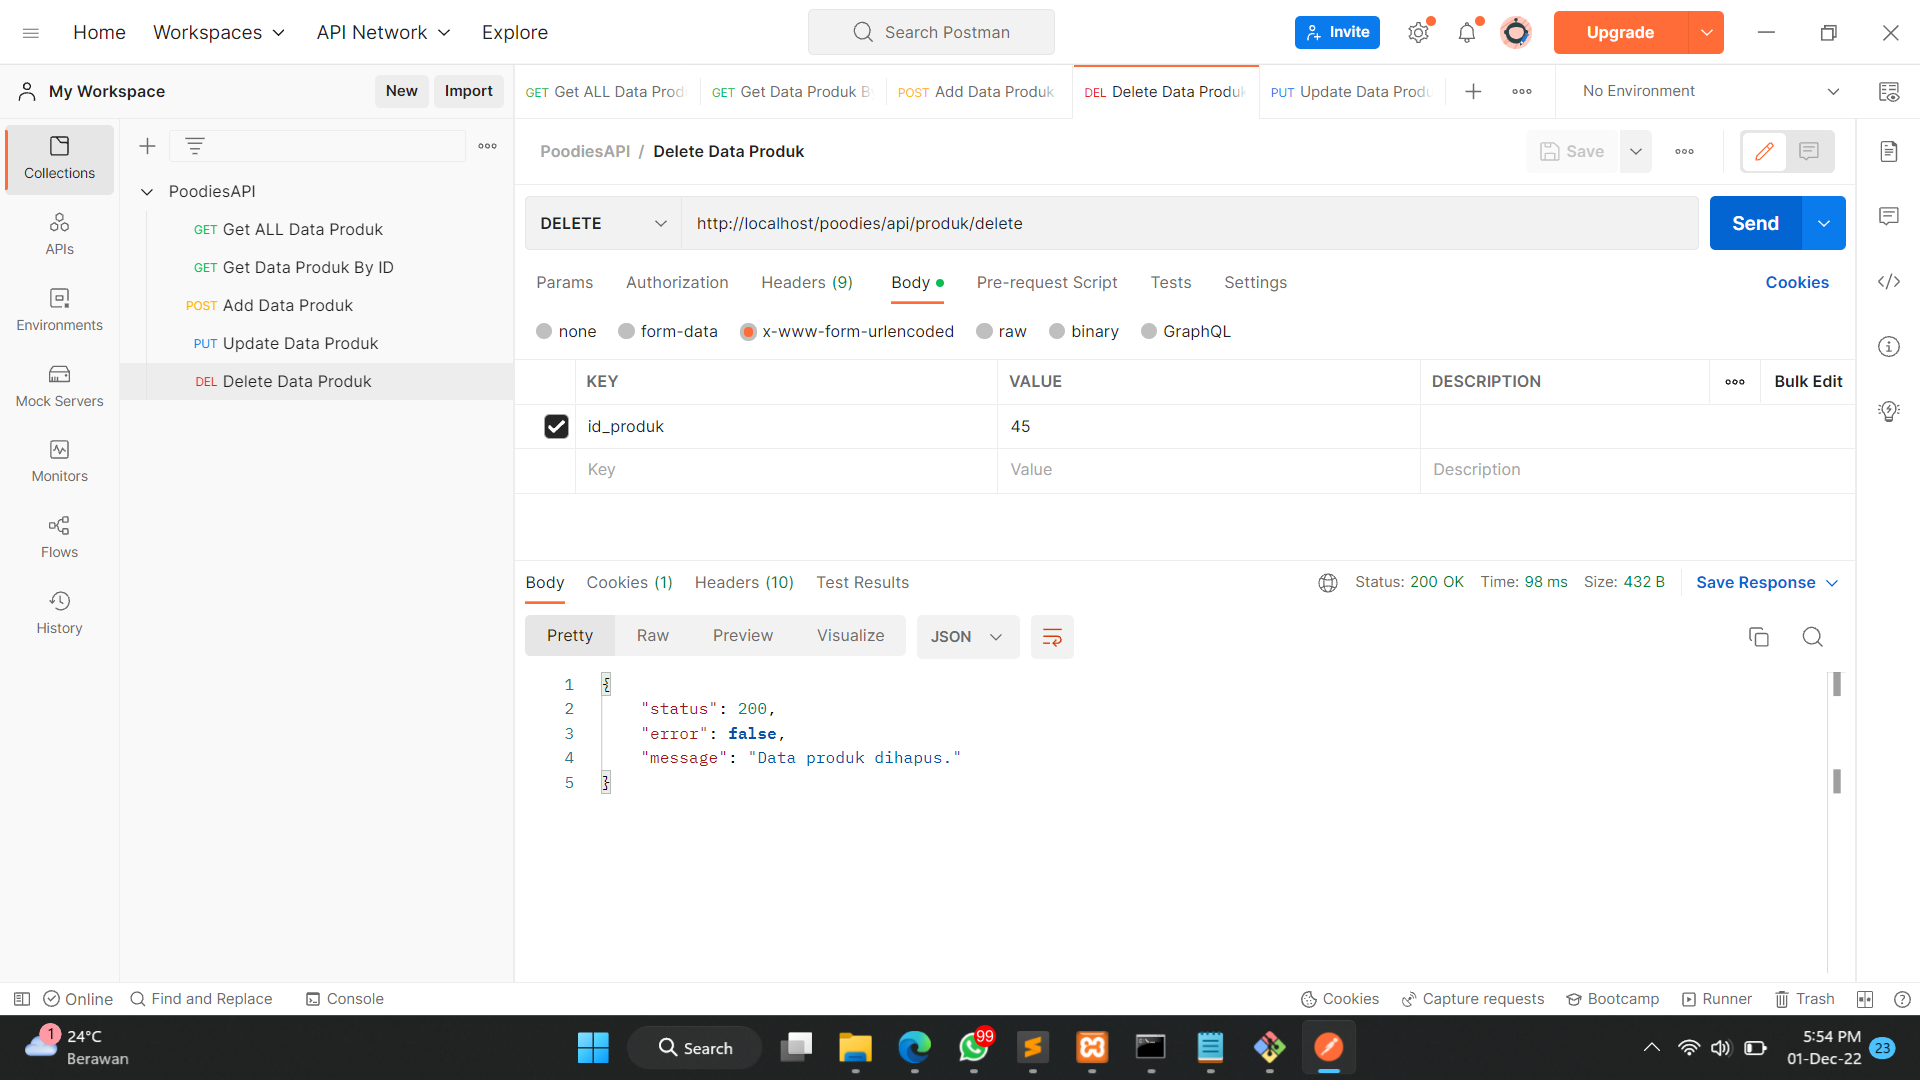 Home
Workspaces
API Network
Explore
Search Postman
Invite
Upgrade
My Workspace
New
Import
GET Get ALL Data Prod
GET Get Data Produk B
POST Add Data Produk
DEL Delete Data Produk
PUT Update Data Produ
No Environment
Collections
APIs
Environments
Mock Servers
Monitors
Flows
History
PoodiesAPI
GET Get ALL Data Produk
GET Get Data Produk By ID
POST Add Data Produk
PUT Update Data Produk
DEL Delete Data Produk
PoodiesAPI / Delete Data Produk
Save
DELETE
http://localhost/poodies/api/produk/delete
Send
Params
Authorization
Headers (9)
Body
Pre-request Script
Tests
Settings
Cookies
none
form-data
x-www-form-urlencoded
raw
binary
GraphQL
KEY
VALUE
DESCRIPTION
Bulk Edit
id_produk
45
Key
Value
Description
Body
Cookies (1)
Headers (10)
Test Results
Status: 200 OK
Time: 98 ms
Size: 432 B
Save Response
Pretty
Raw
Preview
Visualize
JSON
1 {
2 "status": 200,
3 "error": false,
4 "message": "Data produk dihapus."
5 }
Online
Find and Replace
Console
Cookies
Capture requests
Bootcamp
Runner
Trash
1
24°C
Berawan
Search
99
5:54 PM
01-Dec-22
23